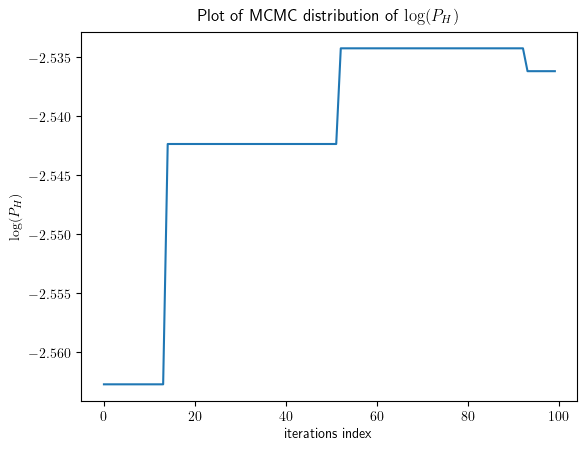 Plot of MCMC distribution of log(P_H)
−2.535
−2.540
−2.545
−2.550
−2.555
−2.560
log(P_H)
0 20 40 60 80 100
iterations index